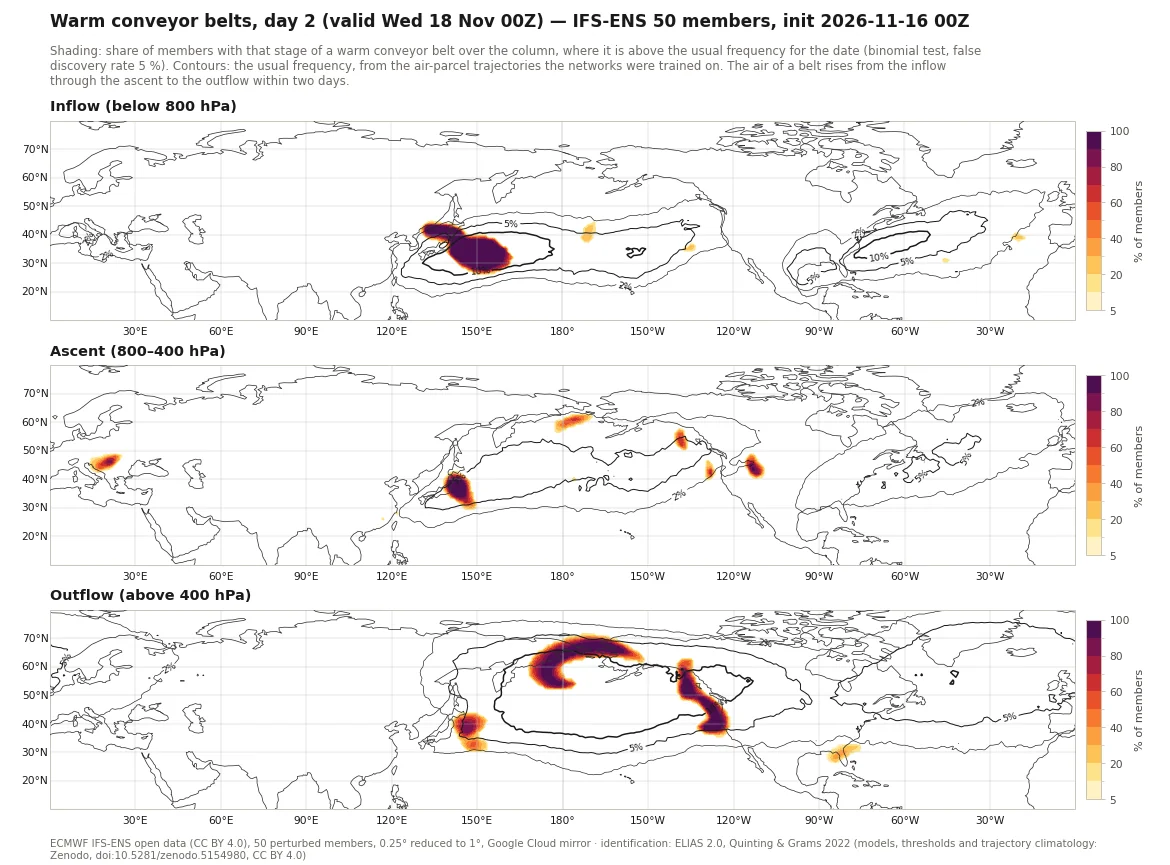 Warm conveyor belts, day 2 (valid Wed 18 Nov 00Z) — IFS-ENS 50 members, init 2026-11-16 00Z
Shading: share of members with that stage of a warm conveyor belt over the column, where it is above the usual frequency for the date (binomial test, false
discovery rate 5 %). Contours: the usual frequency, from the air-parcel trajectories the networks were trained on. The air of a belt rises from the inflow
through the ascent to the outflow within two days.
Inflow (below 800 hPa)
70°N
60°N
50°N
40°N
30°N
20°N
5%
10%
2%
5%
2%
10%
5%
30°E 60°E 90°E 120°E 150°E 180° 150°W 120°W 90°W 60°W 30°W
100
80
60
40
20
5
% of members
Ascent (800–400 hPa)
70°N
60°N
50°N
40°N
30°N
20°N
2%
2%
5%
5%
30°E 60°E 90°E 120°E 150°E 180° 150°W 120°W 90°W 60°W 30°W
100
80
60
40
20
5
% of members
Outflow (above 400 hPa)
70°N
60°N
50°N
40°N
30°N
20°N
5%
5%
30°E 60°E 90°E 120°E 150°E 180° 150°W 120°W 90°W 60°W 30°W
100
80
60
40
20
5
% of members
ECMWF IFS-ENS open data (CC BY 4.0), 50 perturbed members, 0.25° reduced to 1°, Google Cloud mirror · identification: ELIAS 2.0, Quinting & Grams 2022 (models, thresholds and trajectory climatology:
Zenodo, doi:10.5281/zenodo.5154980, CC BY 4.0)